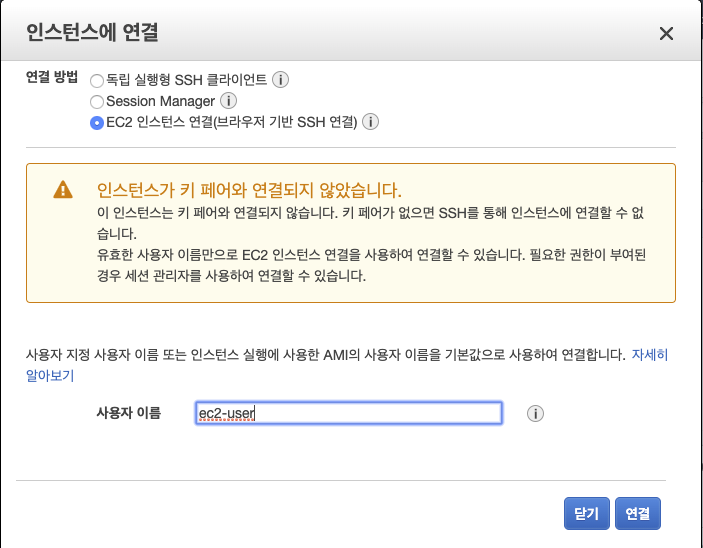 인스턴스에 연결
연결 방법
독립 실행형 SSH 클라이언트
Session Manager
EC2 인스턴스 연결(브라우저 기반 SSH 연결)
인스턴스가 키 페어와 연결되지 않았습니다.
이 인스턴스는 키 페어와 연결되지 않습니다. 키 페어가 없으면 SSH를 통해 인스턴스에 연결할 수 없
습니다.
유효한 사용자 이름만으로 EC2 인스턴스 연결을 사용하여 연결할 수 있습니다. 필요한 권한이 부여된
경우 세션 관리자를 사용하여 연결할 수 있습니다.
사용자 지정 사용자 이름 또는 인스턴스 실행에 사용한 AMI의 사용자 이름을 기본값으로 사용하여 연결합니다. 자세히
알아보기
사용자 이름 ec2-user
닫기 연결